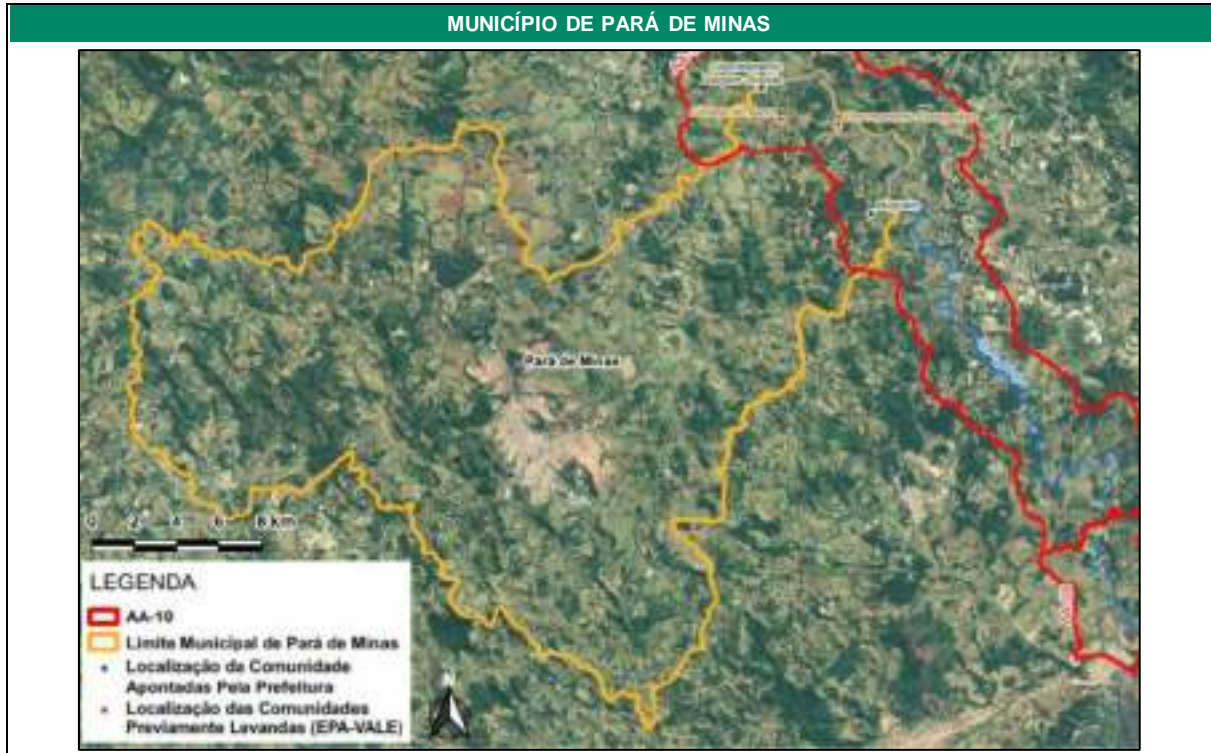 MUNICÍPIO DE PARÁ DE MINAS
Pará de Minas
0 2 4 6 8 km
LEGENDA
AA-10
Limite Municipal de Pará de Minas
Localização da Comunidade
Apontadas Pela Prefeitura
Localização das Comunidades
Previamente Levandas (EPA-VALE)